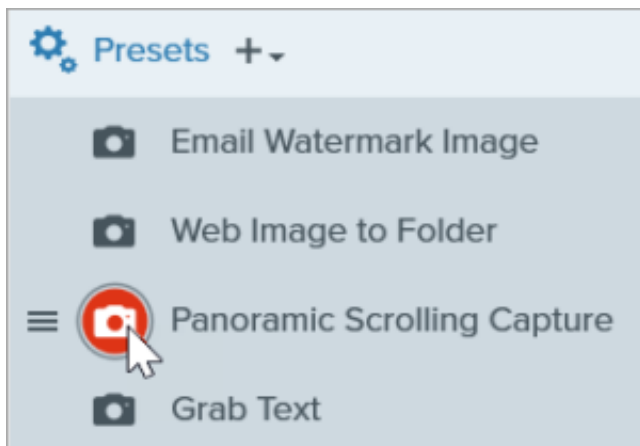 Presets
Email Watermark Image
Web Image to Folder
Panoramic Scrolling Capture
Grab Text